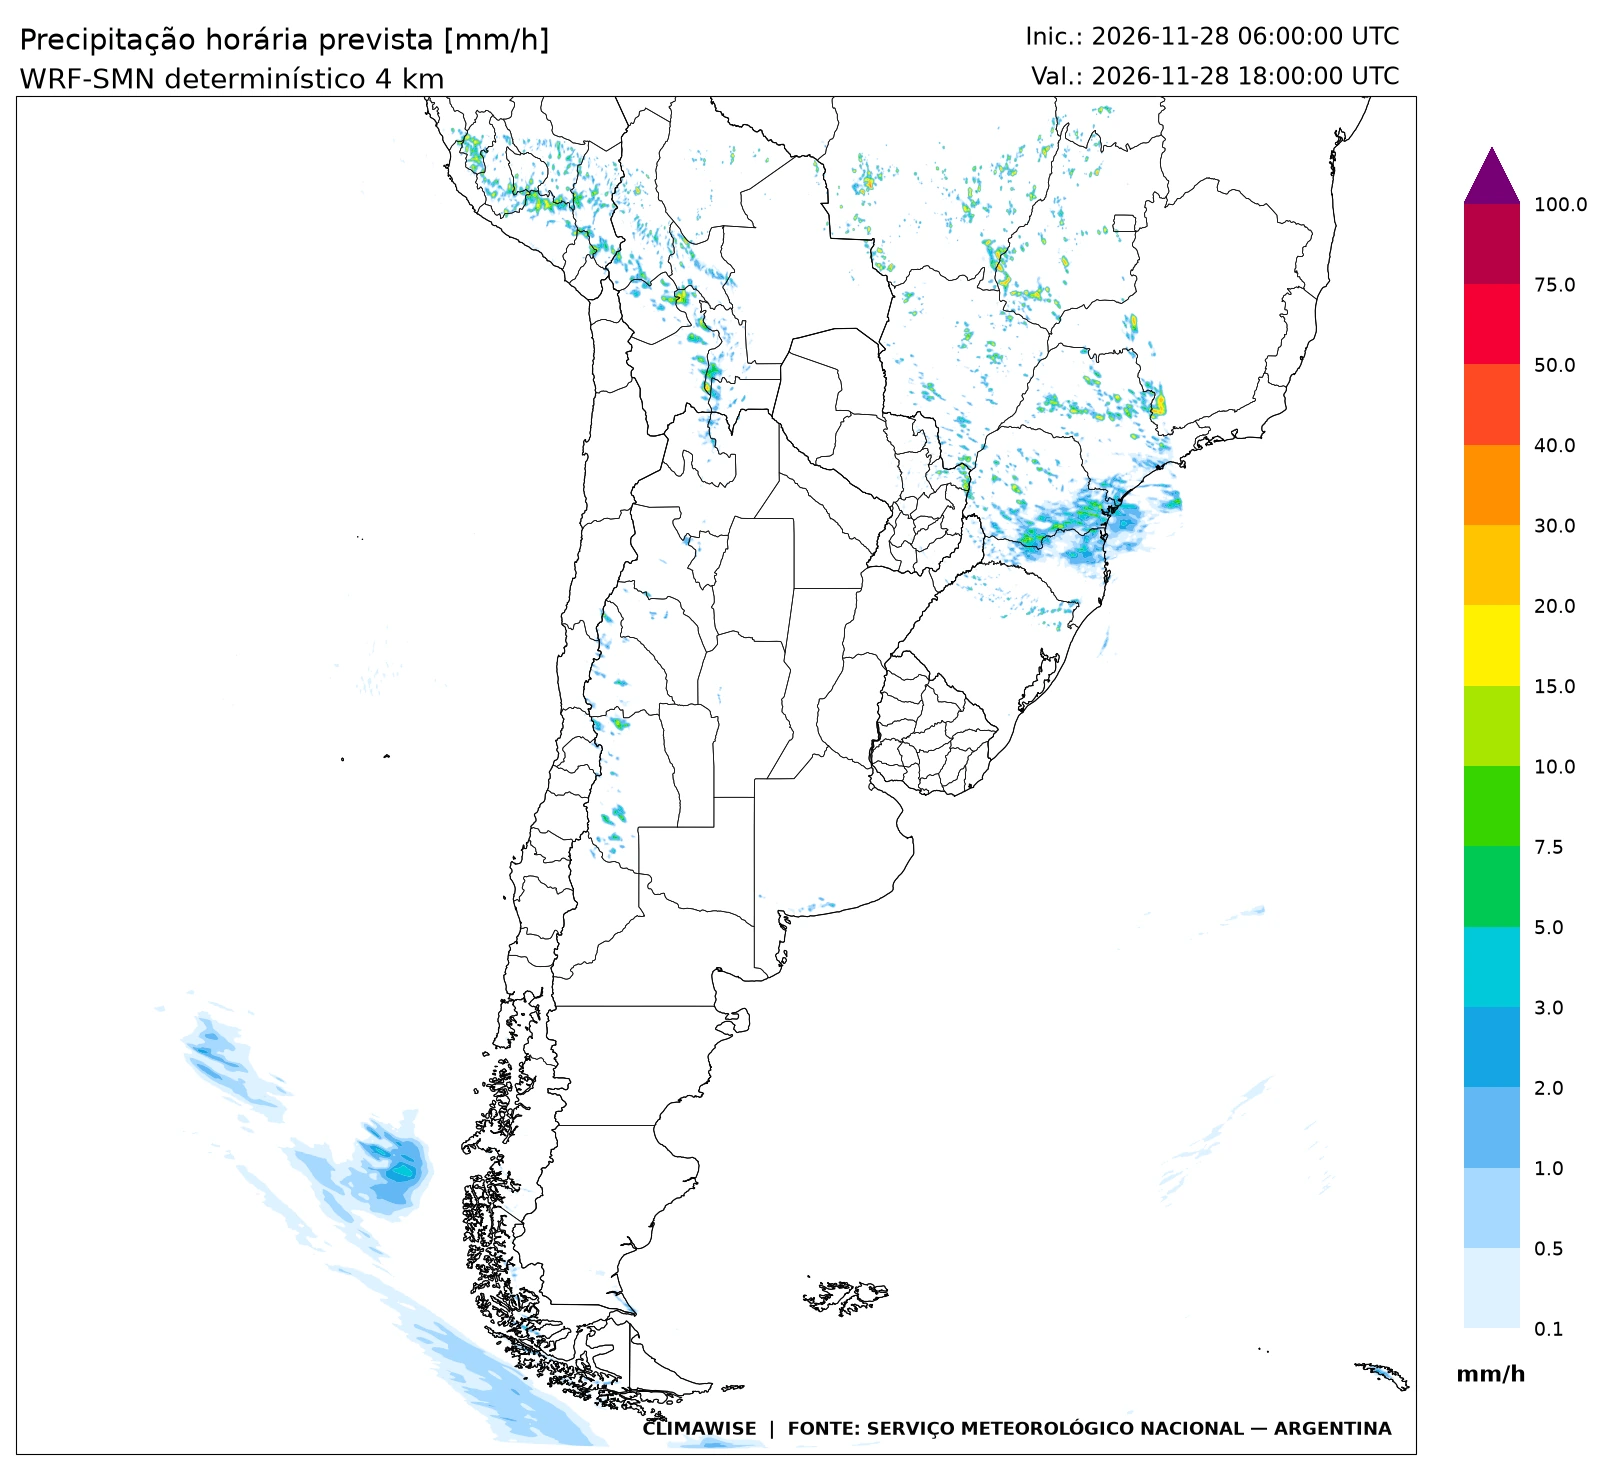 Precipitação horária prevista [mm/h]
WRF-SMN determinístico 4 km
Inic.: 2026-11-28 06:00:00 UTC
Val.: 2026-11-28 18:00:00 UTC
100.0
75.0
50.0
40.0
30.0
20.0
15.0
10.0
7.5
5.0
3.0
2.0
1.0
0.5
0.1
mm/h
CLIMAWISE | FONTE: SERVIÇO METEOROLÓGICO NACIONAL — ARGENTINA